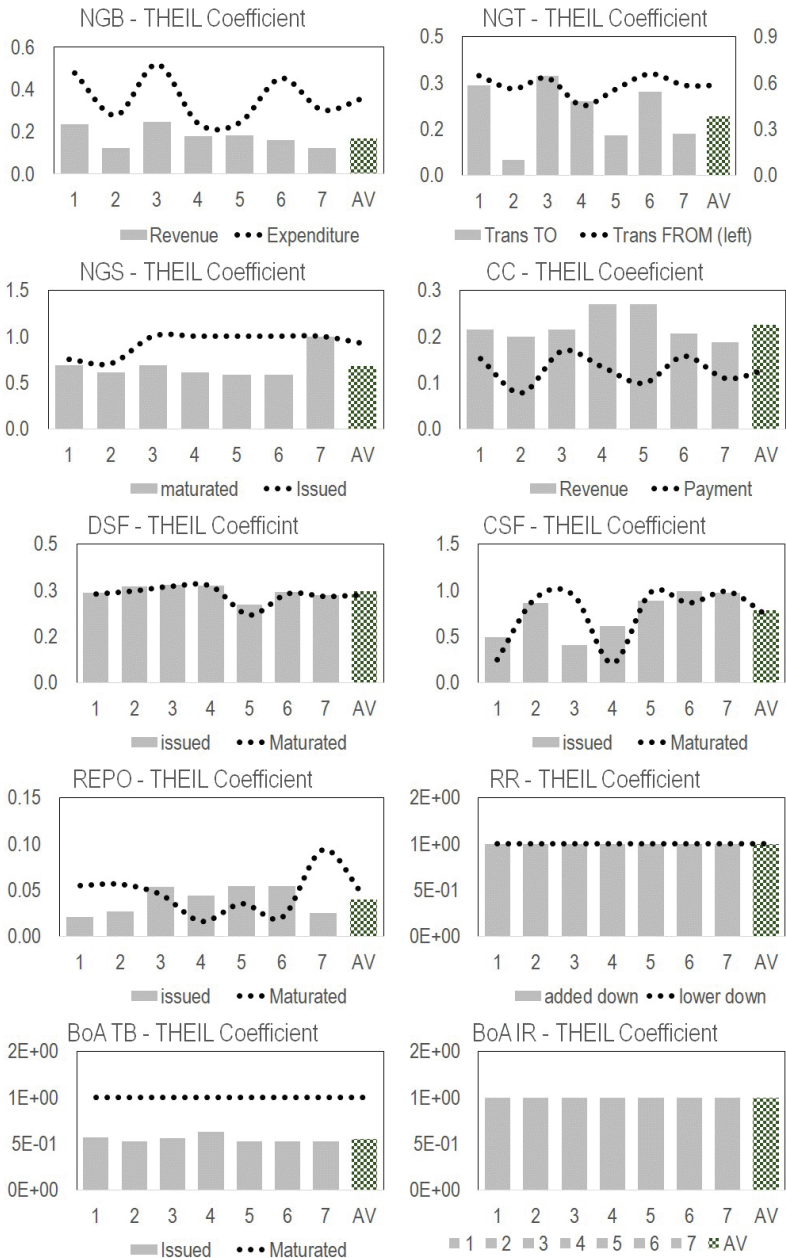 NGB - THEIL Coefficient
0.6
0.4
0.2
0.0
1 2 3 4 5 6 7 AV
Revenue Expenditure
NGT - THEIL Coefficient
0.5 0.9
0.3 0.6
0.2 0.3
0.0 0.0
1 2 3 4 5 6 7 AV
Trans TO Trans FROM (left)
NGS - THEIL Coefficient
1.5
1.0
0.5
0.0
1 2 3 4 5 6 7 AV
maturated Issued
CC - THEIL Coeeficient
0.3
0.2
0.1
0.0
1 2 3 4 5 6 7 AV
Revenue Payment
DSF - THEIL Coefficint
0.5
0.3
0.2
0.0
1 2 3 4 5 6 7 AV
issued Maturated
CSF - THEIL Coefficient
1.5
1.0
0.5
0.0
1 2 3 4 5 6 7 AV
issued Maturated
REPO - THEIL Coefficient
0.15
0.10
0.05
0.00
1 2 3 4 5 6 7 AV
issued Maturated
RR - THEIL Coefficient
2E+00
1E+00
5E-01
0E+00
1 2 3 4 5 6 7 AV
added down lower down
BoA TB - THEIL Coefficient
2E+00
1E+00
5E-01
0E+00
1 2 3 4 5 6 7 AV
Issued Maturated
BoA IR - THEIL Coefficient
2E+00
1E+00
5E-01
0E+00
1 2 3 4 5 6 7 AV
1 2 3 4 5 6 7 AV